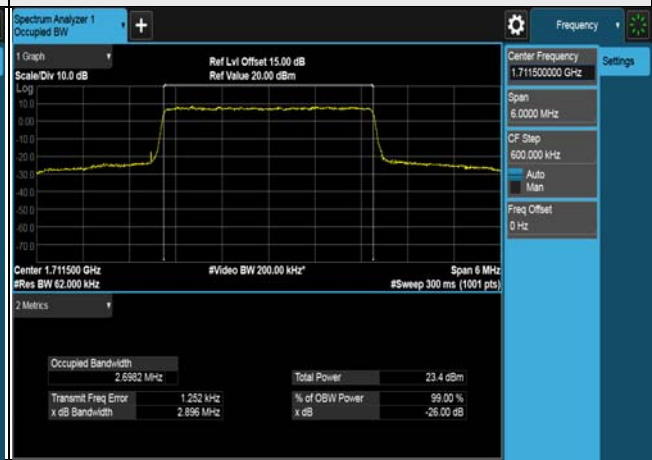 Spectrum Analyzer 1
Occupied BW
+
Frequency
1 Graph
Scale/Div 10.0 dB
Ref Lvl Offset 15.00 dB
Ref Value 20.00 dBm
Log
10.0
0.00
-10.0
-20.0
-30.0
-40.0
-50.0
-60.0
-70.0
Center 1.711500 GHz
#Res BW 62.000 kHz
#Video BW 200.00 kHz*
Span 6 MHz
#Sweep 300 ms (1001 pts)
2 Metrics
Occupied Bandwidth
2.6982 MHz
Total Power 23.4 dBm
Transmit Freq Error 1.252 kHz
% of OBW Power 99.00 %
x dB Bandwidth 2.896 MHz
x dB -26.00 dB
Center Frequency
1.711500000 GHz
Settings
Span
6.0000 MHz
CF Step
600.000 kHz
Auto
Man
Freq Offset
0 Hz